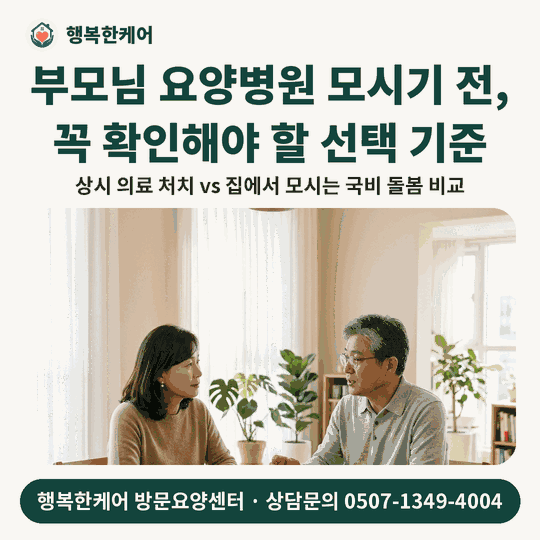 행복한케어
부모님 요양병원 모시기 전,
꼭 확인해야 할 선택 기준
상시 의료 처치 vs 집에서 모시는 국비 돌봄 비교
행복한케어 방문요양센터 · 상담문의 0507-1349-4004